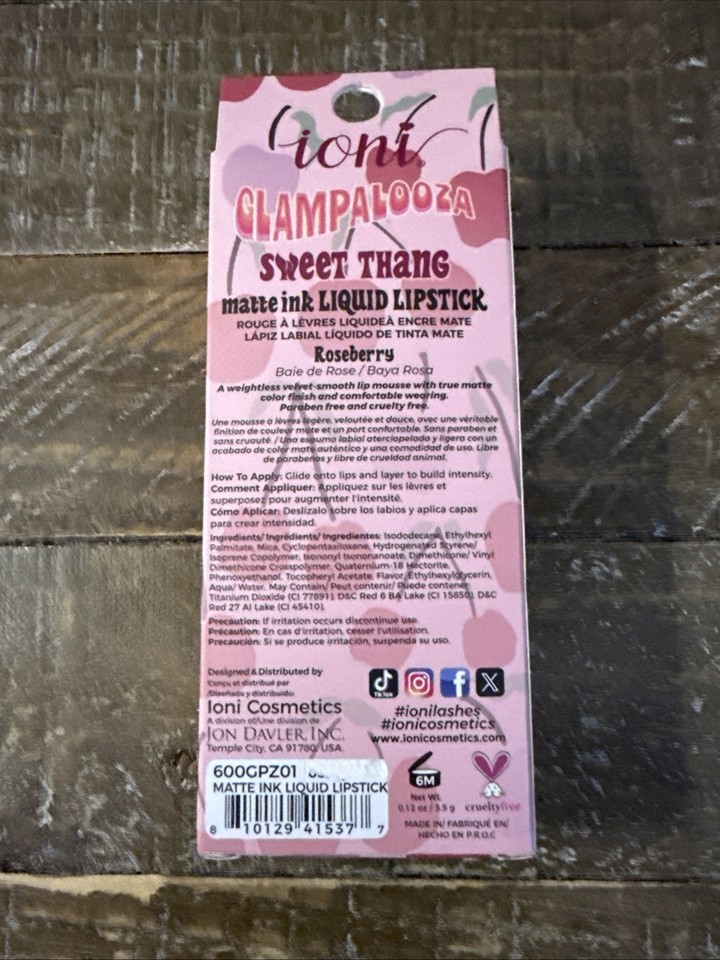 ioni
GLAMPALOOZA
SWEET THANG
matte ink LIQUID LIPSTICK
ROUGE À LÈVRES LIQUIDEÀ ENCRE MATE
LÁPIZ LABIAL LÍQUIDO DE TINTA MATE
Roseberry
Baie de Rose / Baya Rosa
A weightless velvet-smooth lip mousse with true matte
color finish and comfortable wearing.
Paraben free and cruelty free.
Une mousse à lèvres légère, veloutée et douce, avec une véritable
finition de couleur mate et un port confortable. Sans paraben et
sans cruauté. / Una espuma labial aterciopelada y ligera con un
acabado de color mate auténtico y una comodidad de uso. Libre
de parabenos y libre de crueldad animal.
How To Apply: Glide onto lips and layer to build intensity.
Comment Appliquer: Appliquez sur les lèvres et
superposez pour augmenter l'intensité.
Cómo Aplicar: Deslízalo sobre los labios y aplica capas
para crear intensidad.
Ingredients/ Ingrédients/ Ingredientes: Isododecane, Ethylhexyl
Palmitate, Mica, Cyclopentasiloxane, Hydrogenated Styrene/
Isoprene Copolymer, Isononyl Isononanoate, Dimethicone/ Vinyl
Dimethicone Crosspolymer, Quaternium-18 Hectorite,
Phenoxyethanol, Tocopheryl Acetate, Flavor, Ethylhexylglycerin,
Aqua/ Water. May Contain/ Peut contenir/ Puede contener
Titanium Dioxide (CI 77891), D&C Red 6 BA Lake (CI 15850), D&C
Red 27 Al Lake (CI 45410).
Precaution: If irritation occurs discontinue use.
Précaution: En cas d'irritation, cesser l'utilisation.
Precaución: Si se produce irritación, suspenda su uso.
Designed & Distributed by
Conçu et distribué par
Diseñado y distribuido:
Ioni Cosmetics
A division of/Une division de
JON DAVLER, INC.
Temple City, CA 91780, USA.
TikTok
#ionilashes
#ionicosmetics
www.ionicosmetics.com
600GPZ01
MATTE INK LIQUID LIPSTICK
8 10129 41537 7
6M
Net Wt.
0.12 oz / 3.5 g
crueltyfree
MADE IN/ FABRIQUÉ EN/
HECHO EN P.R.O.C